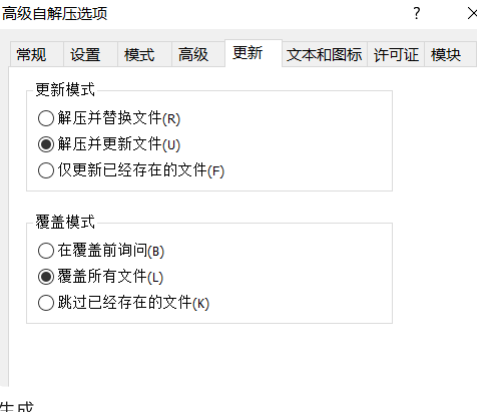 高级自解压选项 ?
常规 设置 模式 高级 更新 文本和图标 许可证 模块
更新模式
解压并替换文件(R)
解压并更新文件(U)
仅更新已经存在的文件(F)
覆盖模式
在覆盖前询问(B)
覆盖所有文件(L)
跳过已经存在的文件(K)
生成